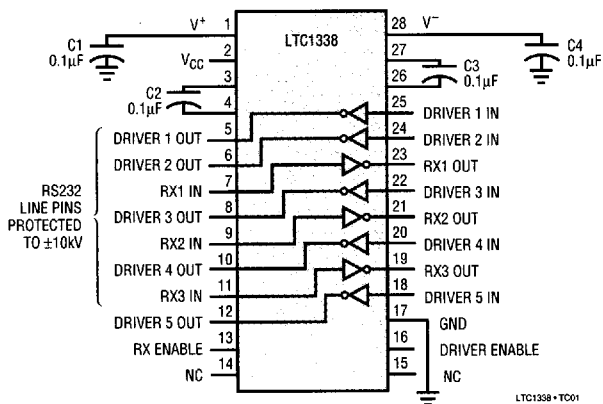 V+ 1 28 V−
LTC1338
C1
0.1µF
VCC 2 27
C3
0.1µF
C4
0.1µF
3 26
C2
0.1µF
4 25 DRIVER 1 IN
DRIVER 1 OUT 5 24 DRIVER 2 IN
DRIVER 2 OUT 6 23 RX1 OUT
RX1 IN 7 22 DRIVER 3 IN
DRIVER 3 OUT 8 21 RX2 OUT
RX2 IN 9 20 DRIVER 4 IN
DRIVER 4 OUT 10 19 RX3 OUT
RX3 IN 11 18 DRIVER 5 IN
DRIVER 5 OUT 12 17 GND
RX ENABLE 13 16 DRIVER ENABLE
NC 14 15 NC
RS232
LINE PINS
PROTECTED
TO ±10kV
LTC1338 • TC01